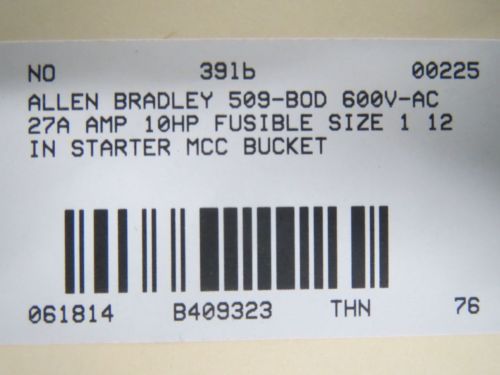 NO 391b 00225
ALLEN BRADLEY 509-BOD 600V-AC
27A AMP 10HP FUSIBLE SIZE 1 12
IN STARTER MCC BUCKET
061814 B409323 THN 76